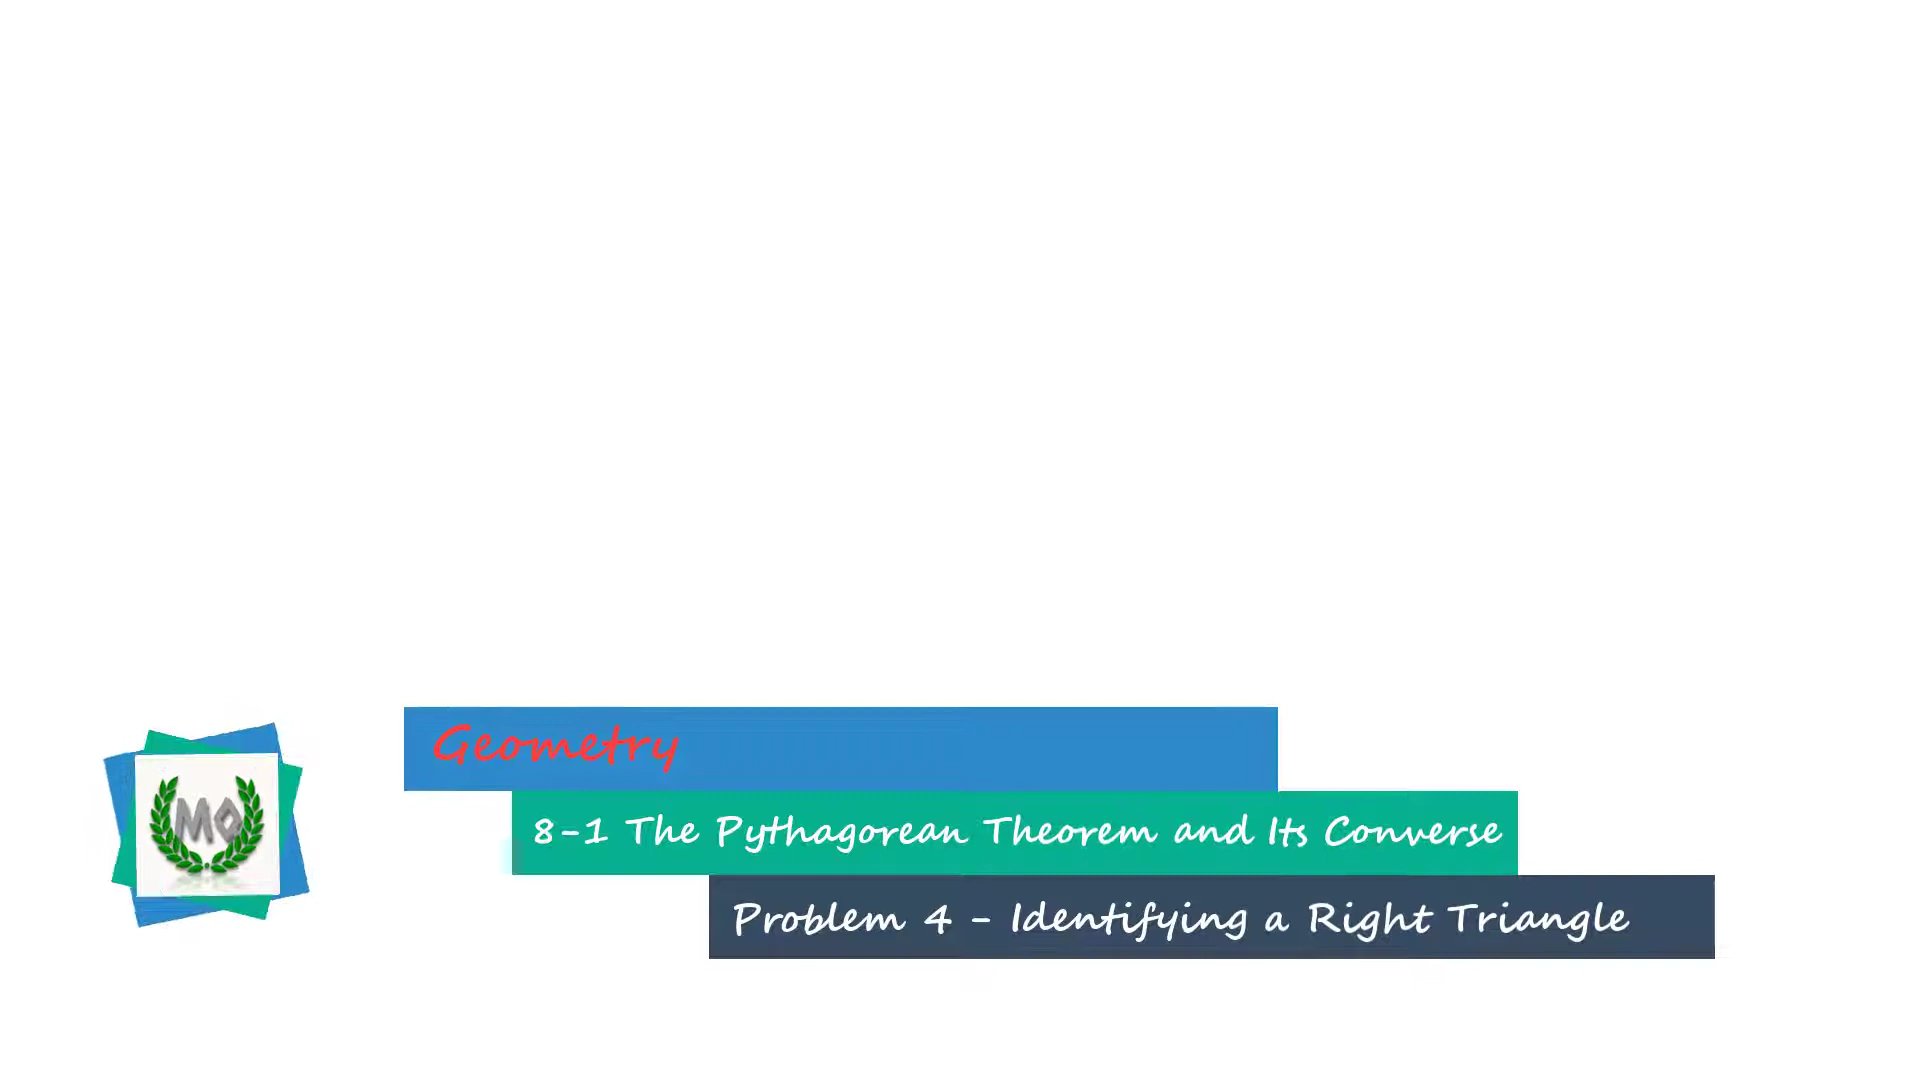 Geometry
8-1 The Pythagorean Theorem and Its Converse
MQ
Problem 4 - Identifying a Right Triangle